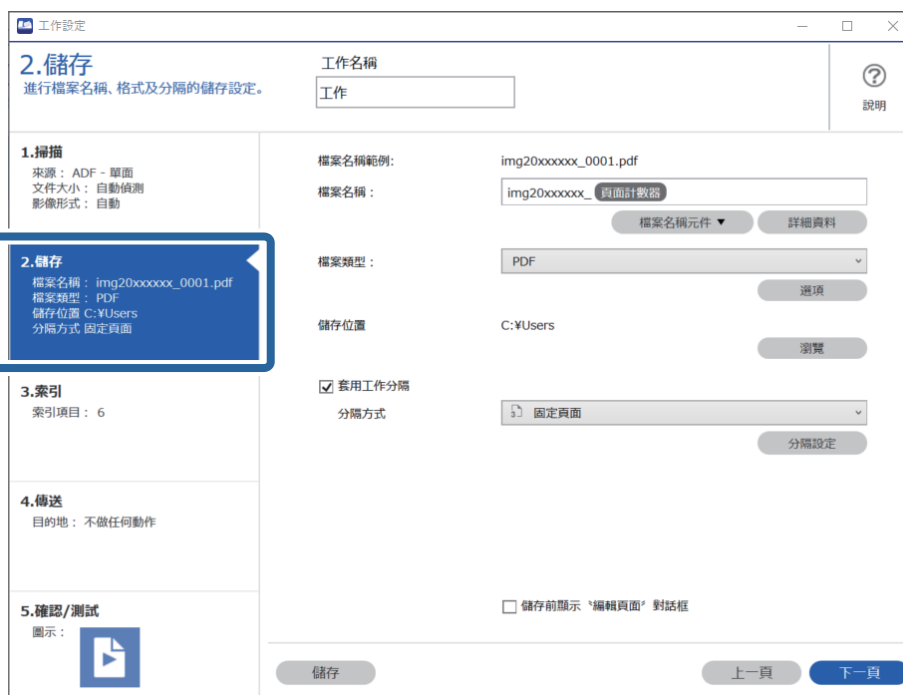 工作設定
2.儲存
進行檔案名稱、格式及分隔的儲存設定。
工作名稱
工作
說明
1.掃描
來源： ADF - 單面
文件大小： 自動偵測
影像形式： 自動
2.儲存
檔案名稱： img20xxxxxx_0001.pdf
檔案類型： PDF
儲存位置 C:¥Users
分隔方式 固定頁面
3.索引
索引項目： 6
4.傳送
目的地： 不做任何動作
5.確認/測試
圖示：
檔案名稱範例: img20xxxxxx_0001.pdf
檔案名稱： img20xxxxxx_ 頁面計數器
檔案名稱元件 ▼ 詳細資料
檔案類型： PDF
選項
儲存位置 C:¥Users
瀏覽
套用工作分隔
分隔方式 固定頁面
分隔設定
儲存前顯示〝編輯頁面〞對話框
儲存 上一頁 下一頁